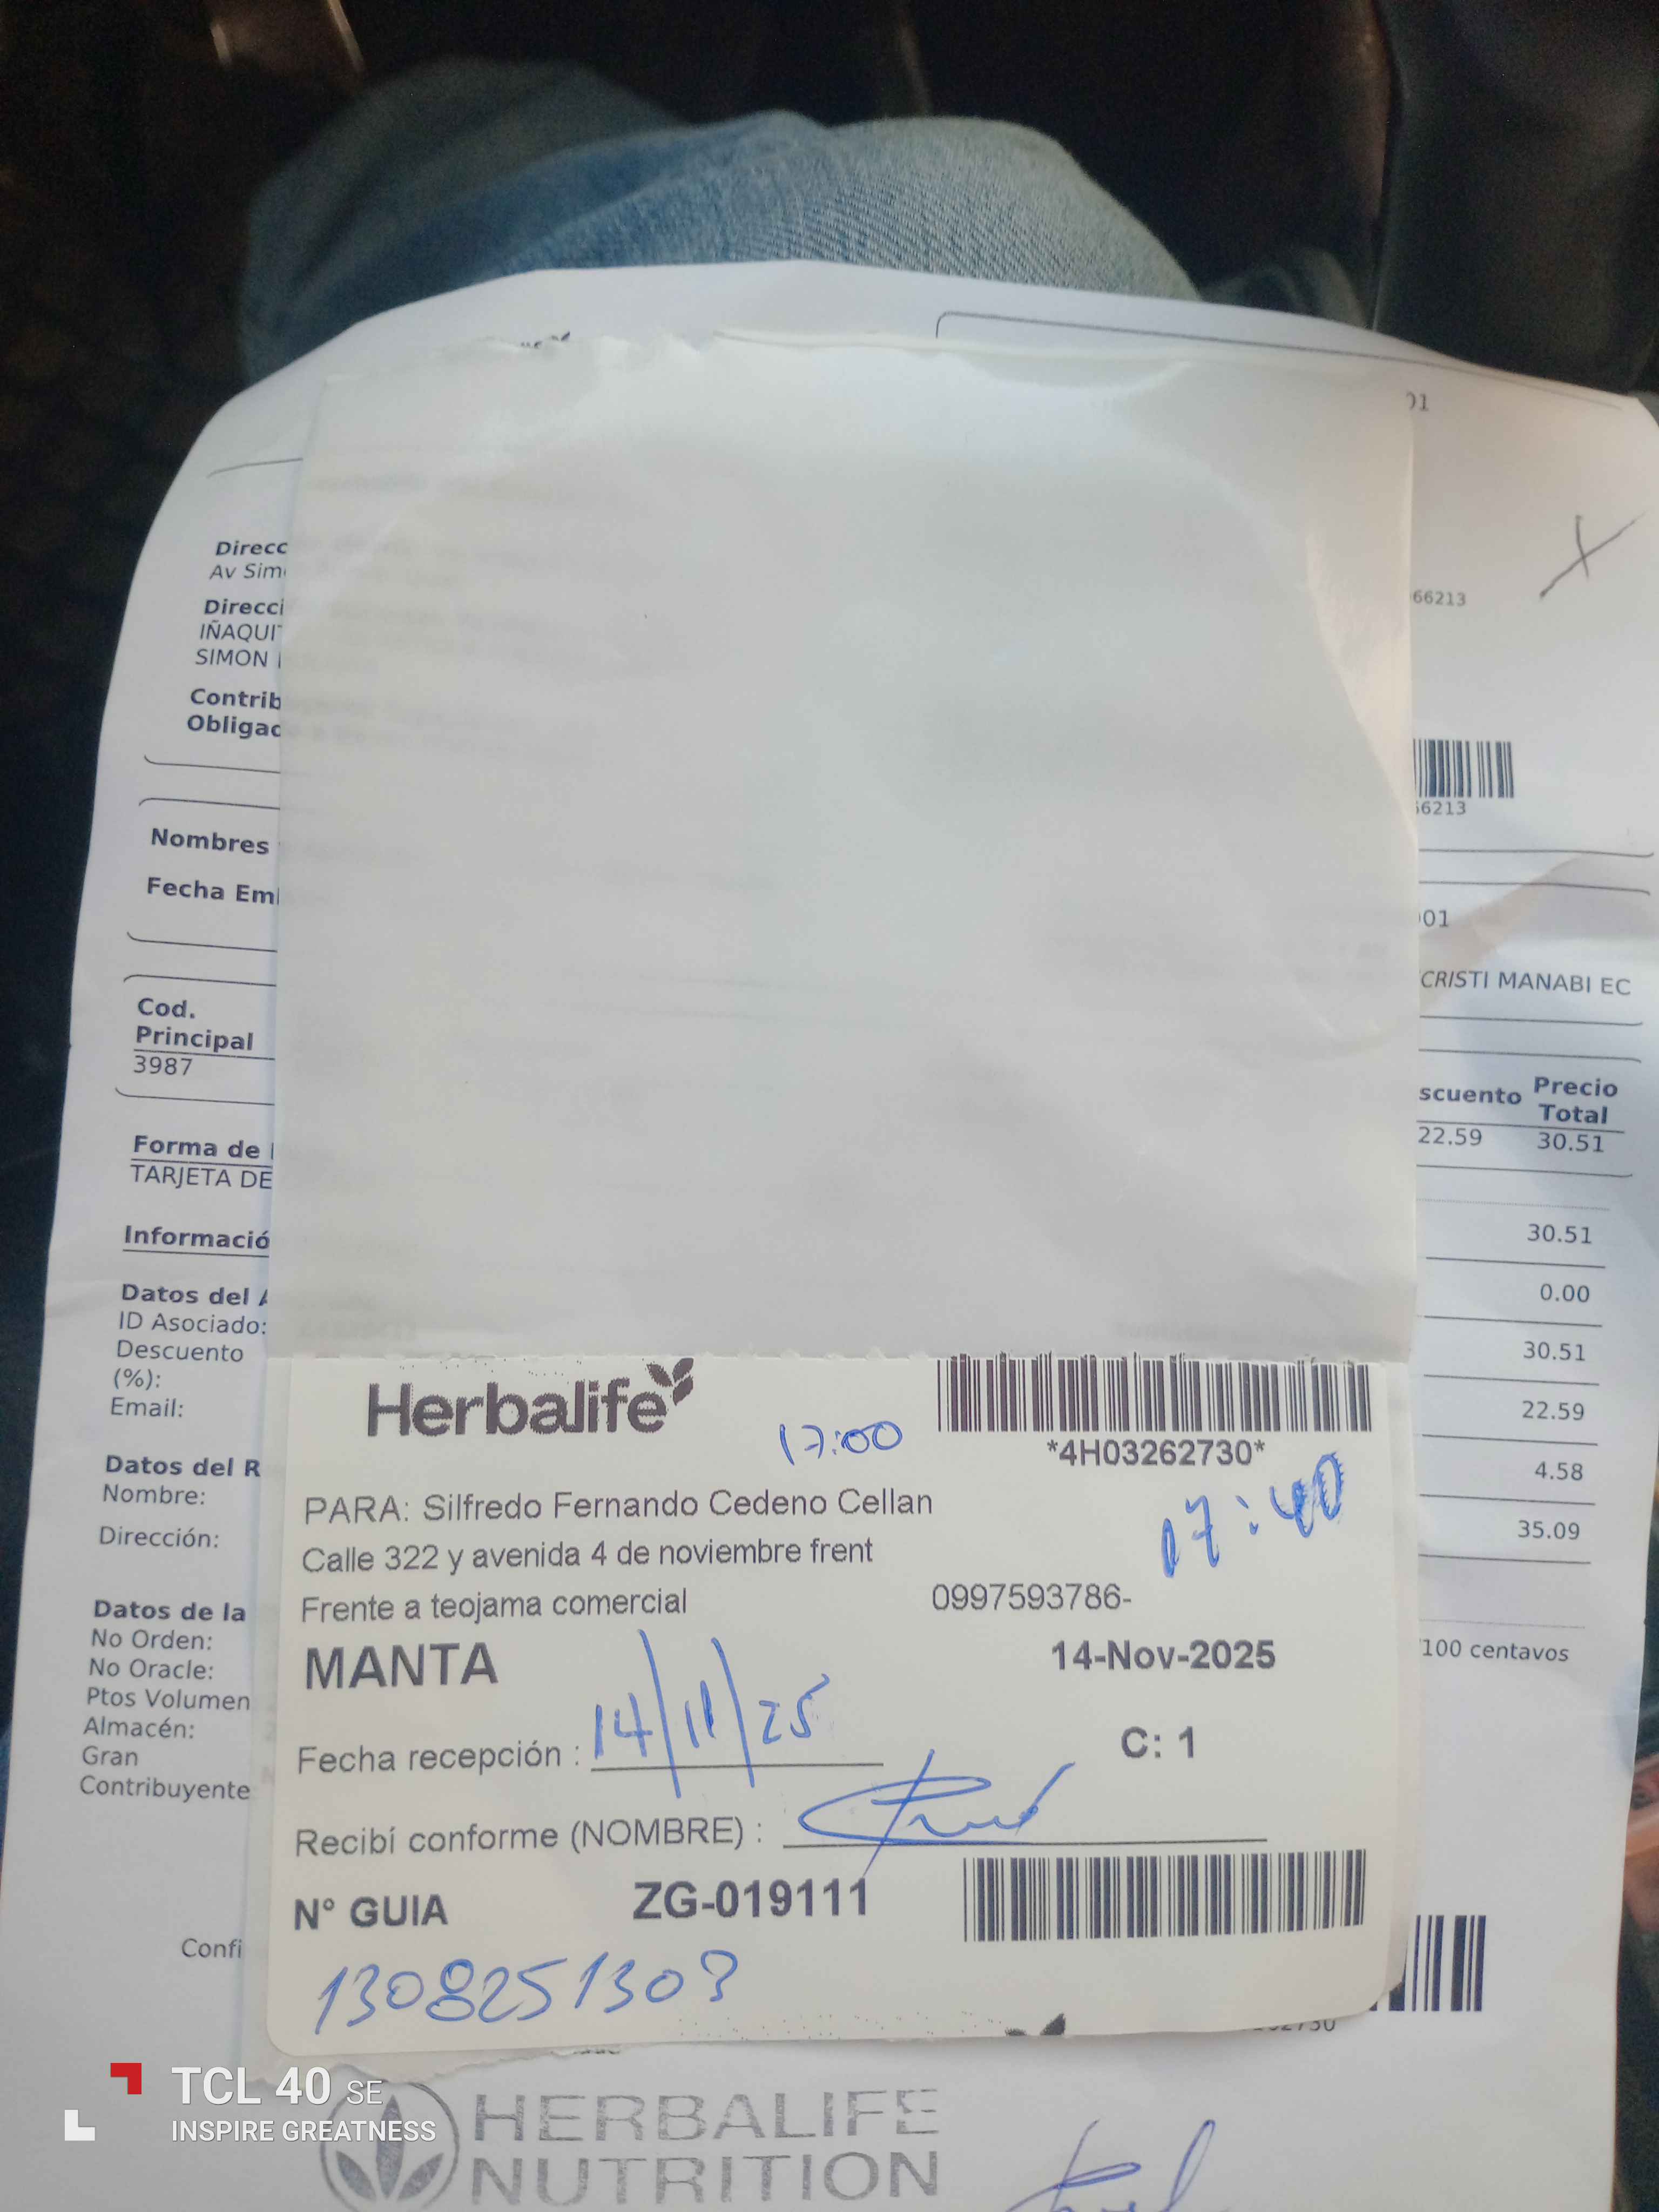 01
Direcc
Av Sim
66213
Direcci
IÑAQUI
SIMON
Contrib
Obligac
66213
Nombres
Fecha Emi
001
CRISTI MANABI EC
Cod.
Principal
3987
scuento Precio
Total
22.59 30.51
Forma de
TARJETA DE
Informació
30.51
0.00
30.51
22.59
4.58
35.09
Datos del A
ID Asociado:
Descuento
(%):
Email:
Datos del R
Nombre:
Dirección:
Datos de la
No Orden:
No Oracle:
Ptos Volumen
Almacén:
Gran
Contribuyente
100 centavos
Confi
Herbalife
17:00
*4H03262730*
17:40
PARA: Silfredo Fernando Cedeno Cellan
Calle 322 y avenida 4 de noviembre frent
Frente a teojama comercial 0997593786-
MANTA 14-Nov-2025
Fecha recepción : 14/11/25 C: 1
Recibí conforme (NOMBRE) :
N° GUIA ZG-019111
1308251303
TCL 40 SE
INSPIRE GREATNESS
HERBALIFE
NUTRITION